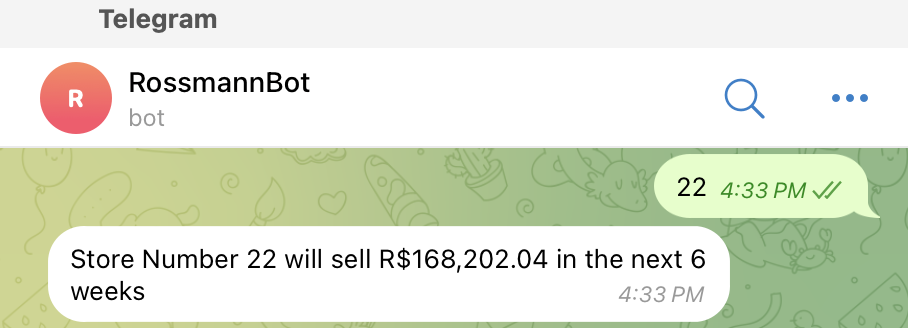 Telegram
R
RossmannBot
bot
22 4:33 PM
Store Number 22 will sell R$168,202.04 in the next 6
weeks
4:33 PM